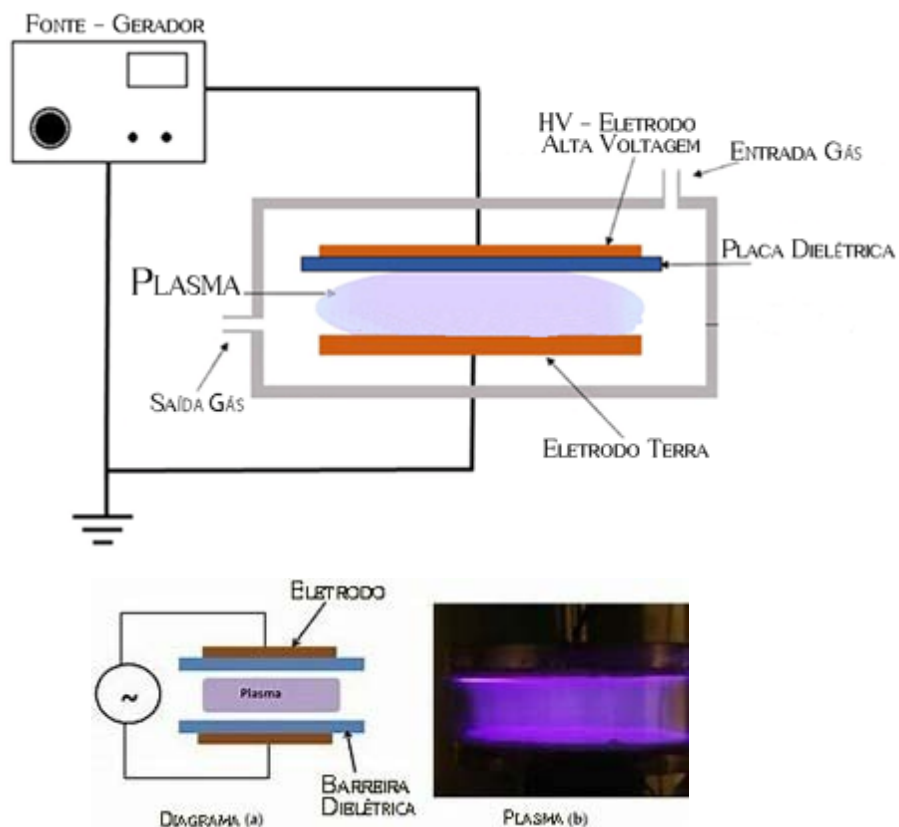 Fonte - Gerador
HV - Eletrodo
Alta Voltagem
Entrada Gás
Placa Dielétrica
Plasma
Saída Gás
Eletrodo Terra
Eletrodo
~
Plasma
Barreira
Dielétrica
Diagrama (a)
Plasma (b)